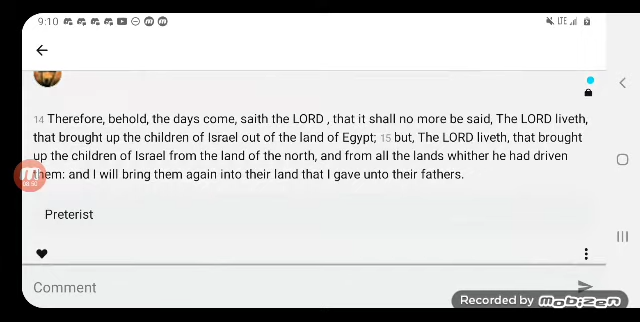 9:10 LTE
14 Therefore, behold, the days come, saith the LORD , that it shall no more be said, The LORD liveth,
that brought up the children of Israel out of the land of Egypt; 15 but, The LORD liveth, that brought
up the children of Israel from the land of the north, and from all the lands whither he had driven
them: and I will bring them again into their land that I gave unto their fathers.
Preterist
Comment
Recorded by mobizen